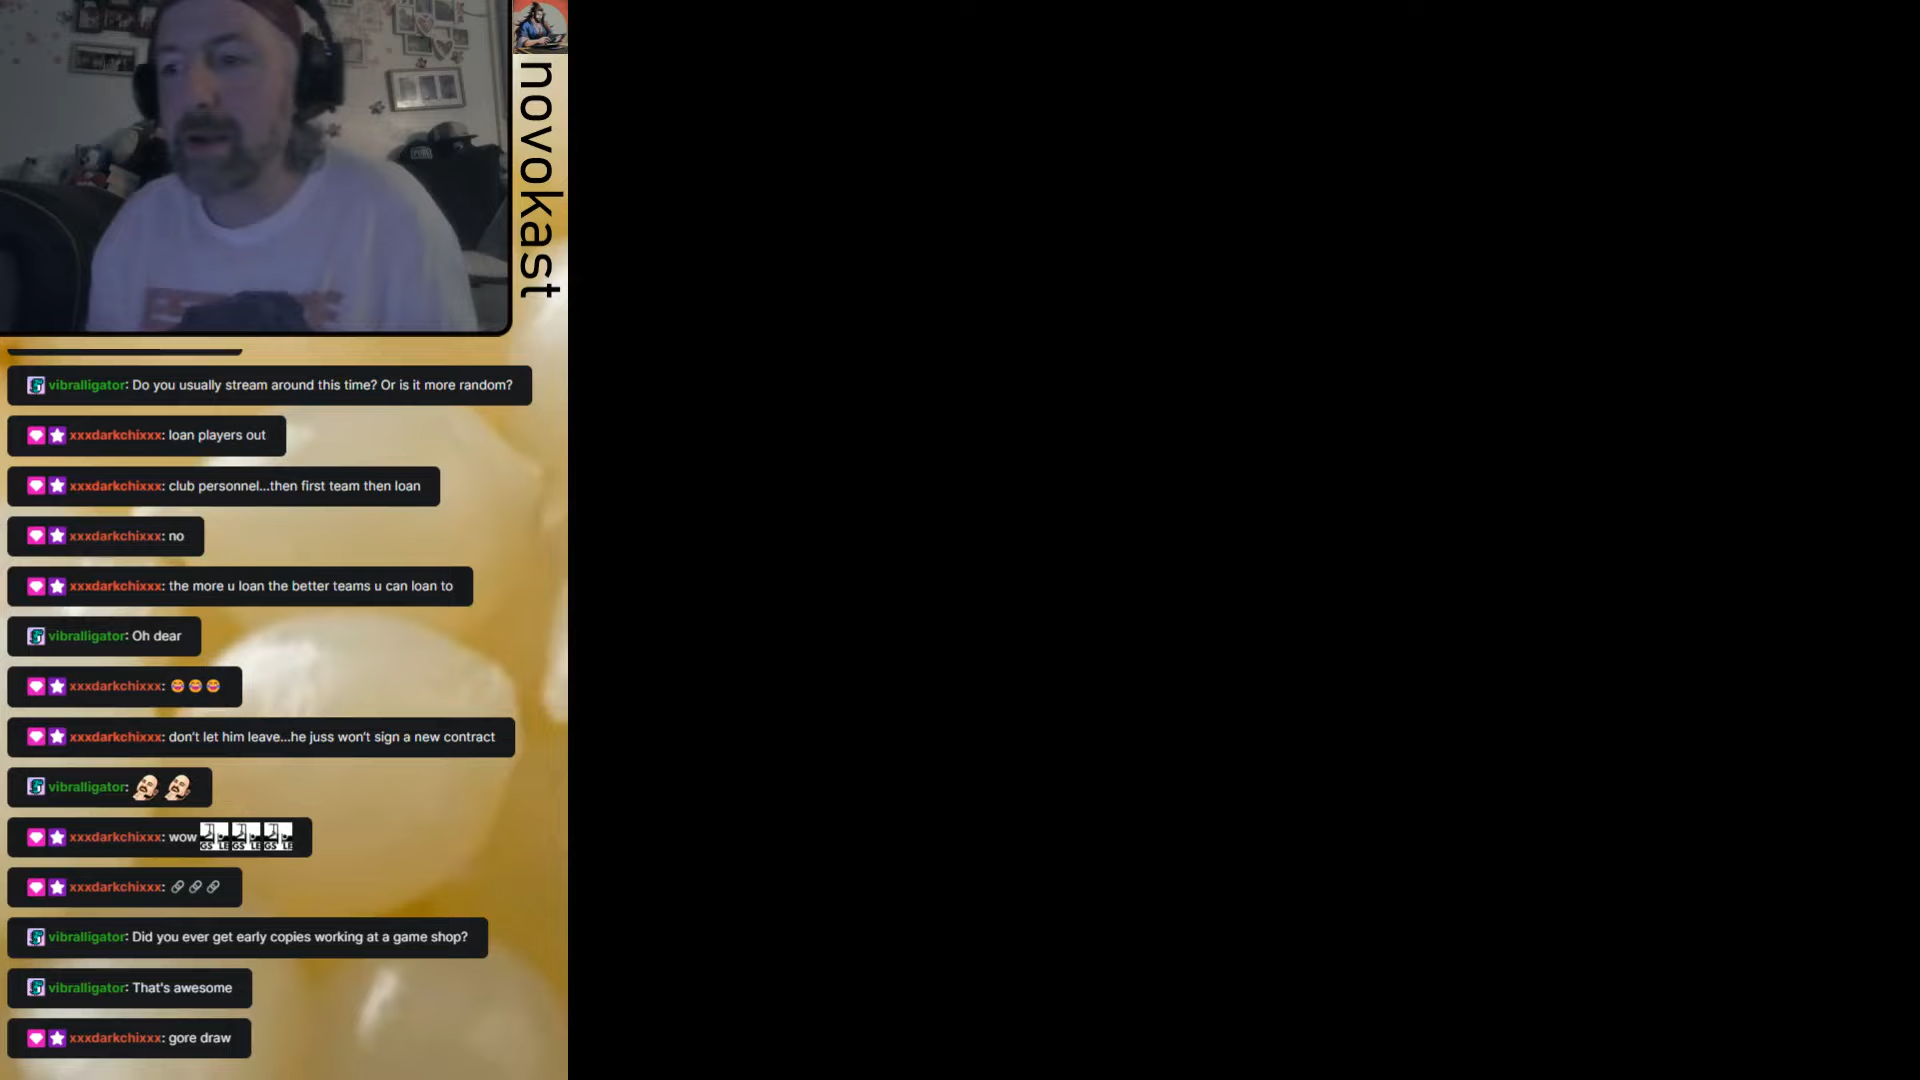 novokast
vibralligator: Do you usually stream around this time? Or is it more random?
xxxdarkchixxx: loan players out
xxxdarkchixxx: club personnel...then first team then loan
xxxdarkchixxx: no
xxxdarkchixxx: the more u loan the better teams u can loan to
vibralligator: Oh dear
xxxdarkchixxx: 😂😂😂
xxxdarkchixxx: don't let him leave...he juss won't sign a new contract
vibralligator:
xxxdarkchixxx: wow
xxxdarkchixxx: 🔗🔗🔗
vibralligator: Did you ever get early copies working at a game shop?
vibralligator: That's awesome
xxxdarkchixxx: gore draw